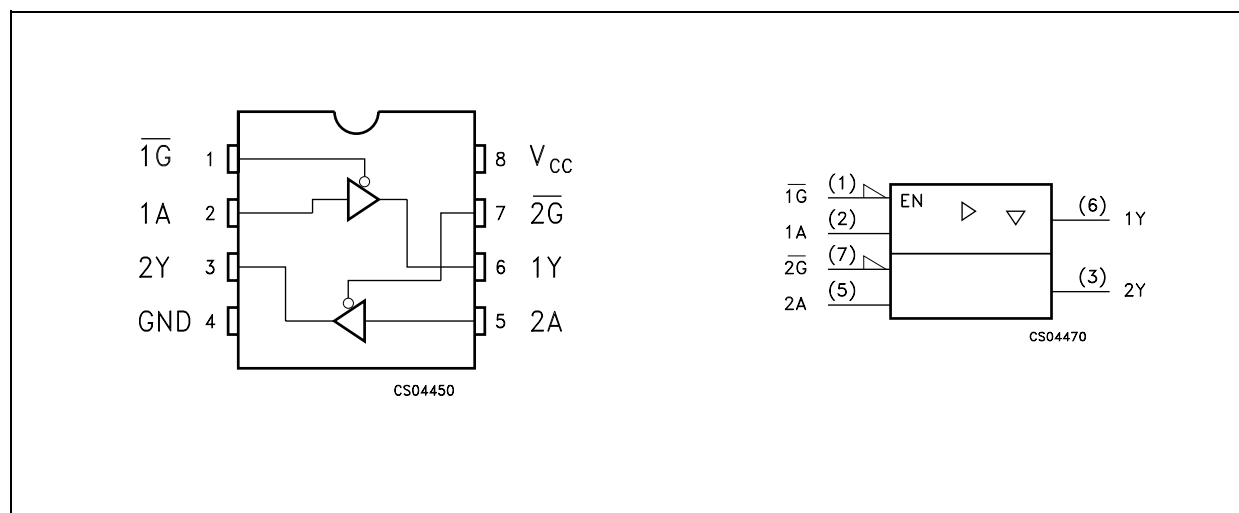 1G 1 8 VCC
1A 2 7 2G
2Y 3 6 1Y
GND 4 5 2A
CS04450
1G (1) EN
1A (2) (6) 1Y
2G (7)
2A (5) (3) 2Y
CS04470